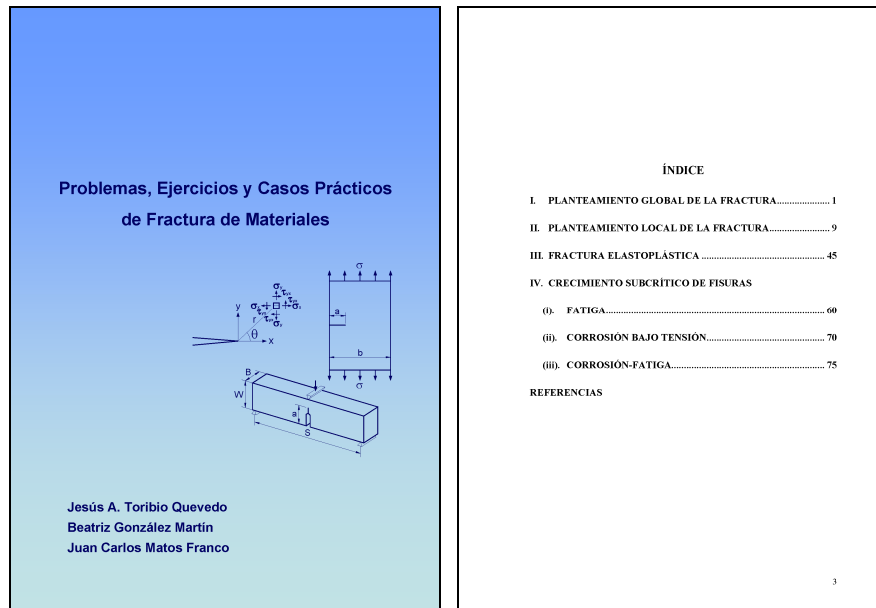 Problemas, Ejercicios y Casos Prácticos
de Fractura de Materiales
σ
y
r
θ
x
a
b
σ
B
W
a
S
Jesús A. Toribio Quevedo
Beatriz González Martín
Juan Carlos Matos Franco
ÍNDICE
I. PLANTEAMIENTO GLOBAL DE LA FRACTURA..................... 1
II. PLANTEAMIENTO LOCAL DE LA FRACTURA........................ 9
III. FRACTURA ELASTOPLÁSTICA ................................................. 45
IV. CRECIMIENTO SUBCRÍTICO DE FISURAS
(i). FATIGA....................................................................................... 60
(ii). CORROSIÓN BAJO TENSIÓN............................................... 70
(iii). CORROSIÓN-FATIGA............................................................. 75
REFERENCIAS
3